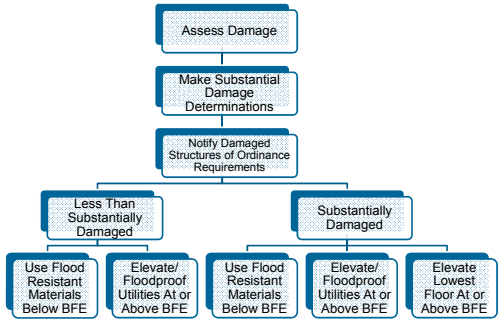 Assess Damage
Make Substantial
Damage
Determinations
Notify Damaged
Structures of Ordinance
Requirements
Less Than
Substantially
Damaged
Substantially
Damaged
Use Flood
Resistant
Materials
Below BFE
Elevate/
Floodproof
Utilities At or
Above BFE
Use Flood
Resistant
Materials
Below BFE
Elevate/
Floodproof
Utilities At or
Above BFE
Elevate
Lowest
Floor At or
Above BFE